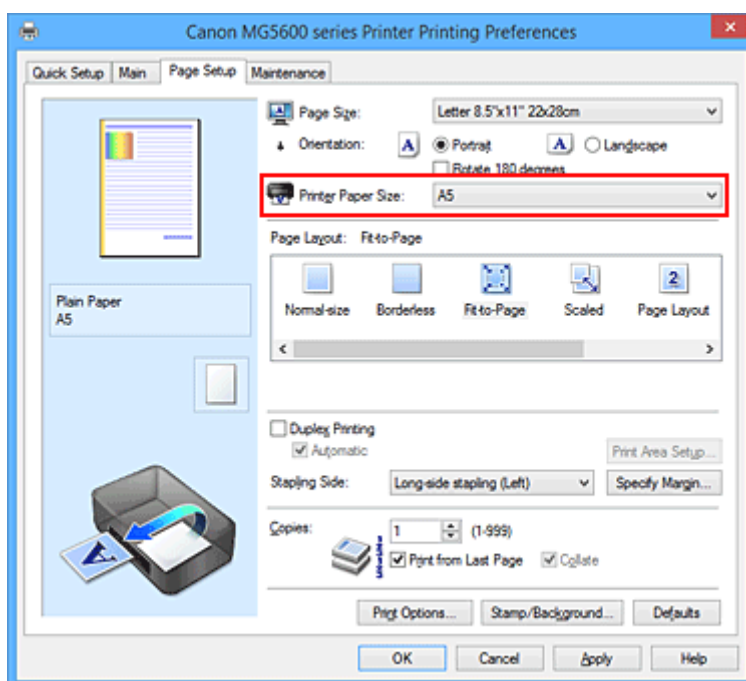 Canon MG5600 series Printer Printing Preferences
Quick Setup Main Page Setup Maintenance
Page Size: Letter 8.5"x11" 22x28cm
Orientation: A Portrait A Landscape
Rotate 180 degrees
Printer Paper Size: A5
Page Layout: Fit-to-Page
Normal-size Borderless Fit-to-Page Scaled 2 Page Layout
Plain Paper
A5
Duplex Printing
Automatic
Print Area Setup...
Stapling Side: Long-side stapling (Left) Specify Margin...
Copies: 1 (1-999)
Print from Last Page Collate
A
Print Options... Stamp/Background... Defaults
OK Cancel Apply Help